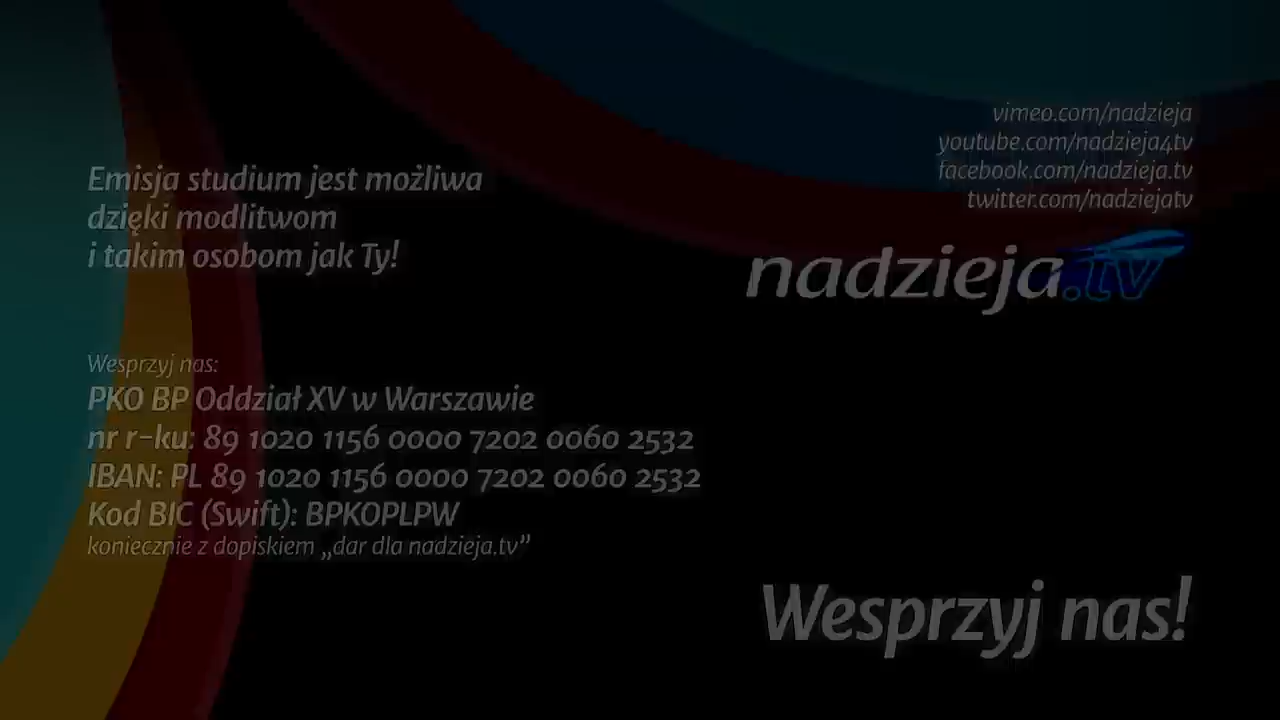 Emisja studium jest możliwa
dzięki modlitwom
i takim osobom jak Ty!
Wesprzyj nas:
PKO BP Oddział XV w Warszawie
nr r-ku: 89 1020 1156 0000 7202 0060 2532
IBAN: PL 89 1020 1156 0000 7202 0060 2532
Kod BIC (Swift): BPKOPLPW
koniecznie z dopiskiem „dar dla nadzieja.tv”
vimeo.com/nadzieja
youtube.com/nadzieja4tv
facebook.com/nadzieja.tv
twitter.com/nadziejatv
nadzieja.tv
Wesprzyj nas!